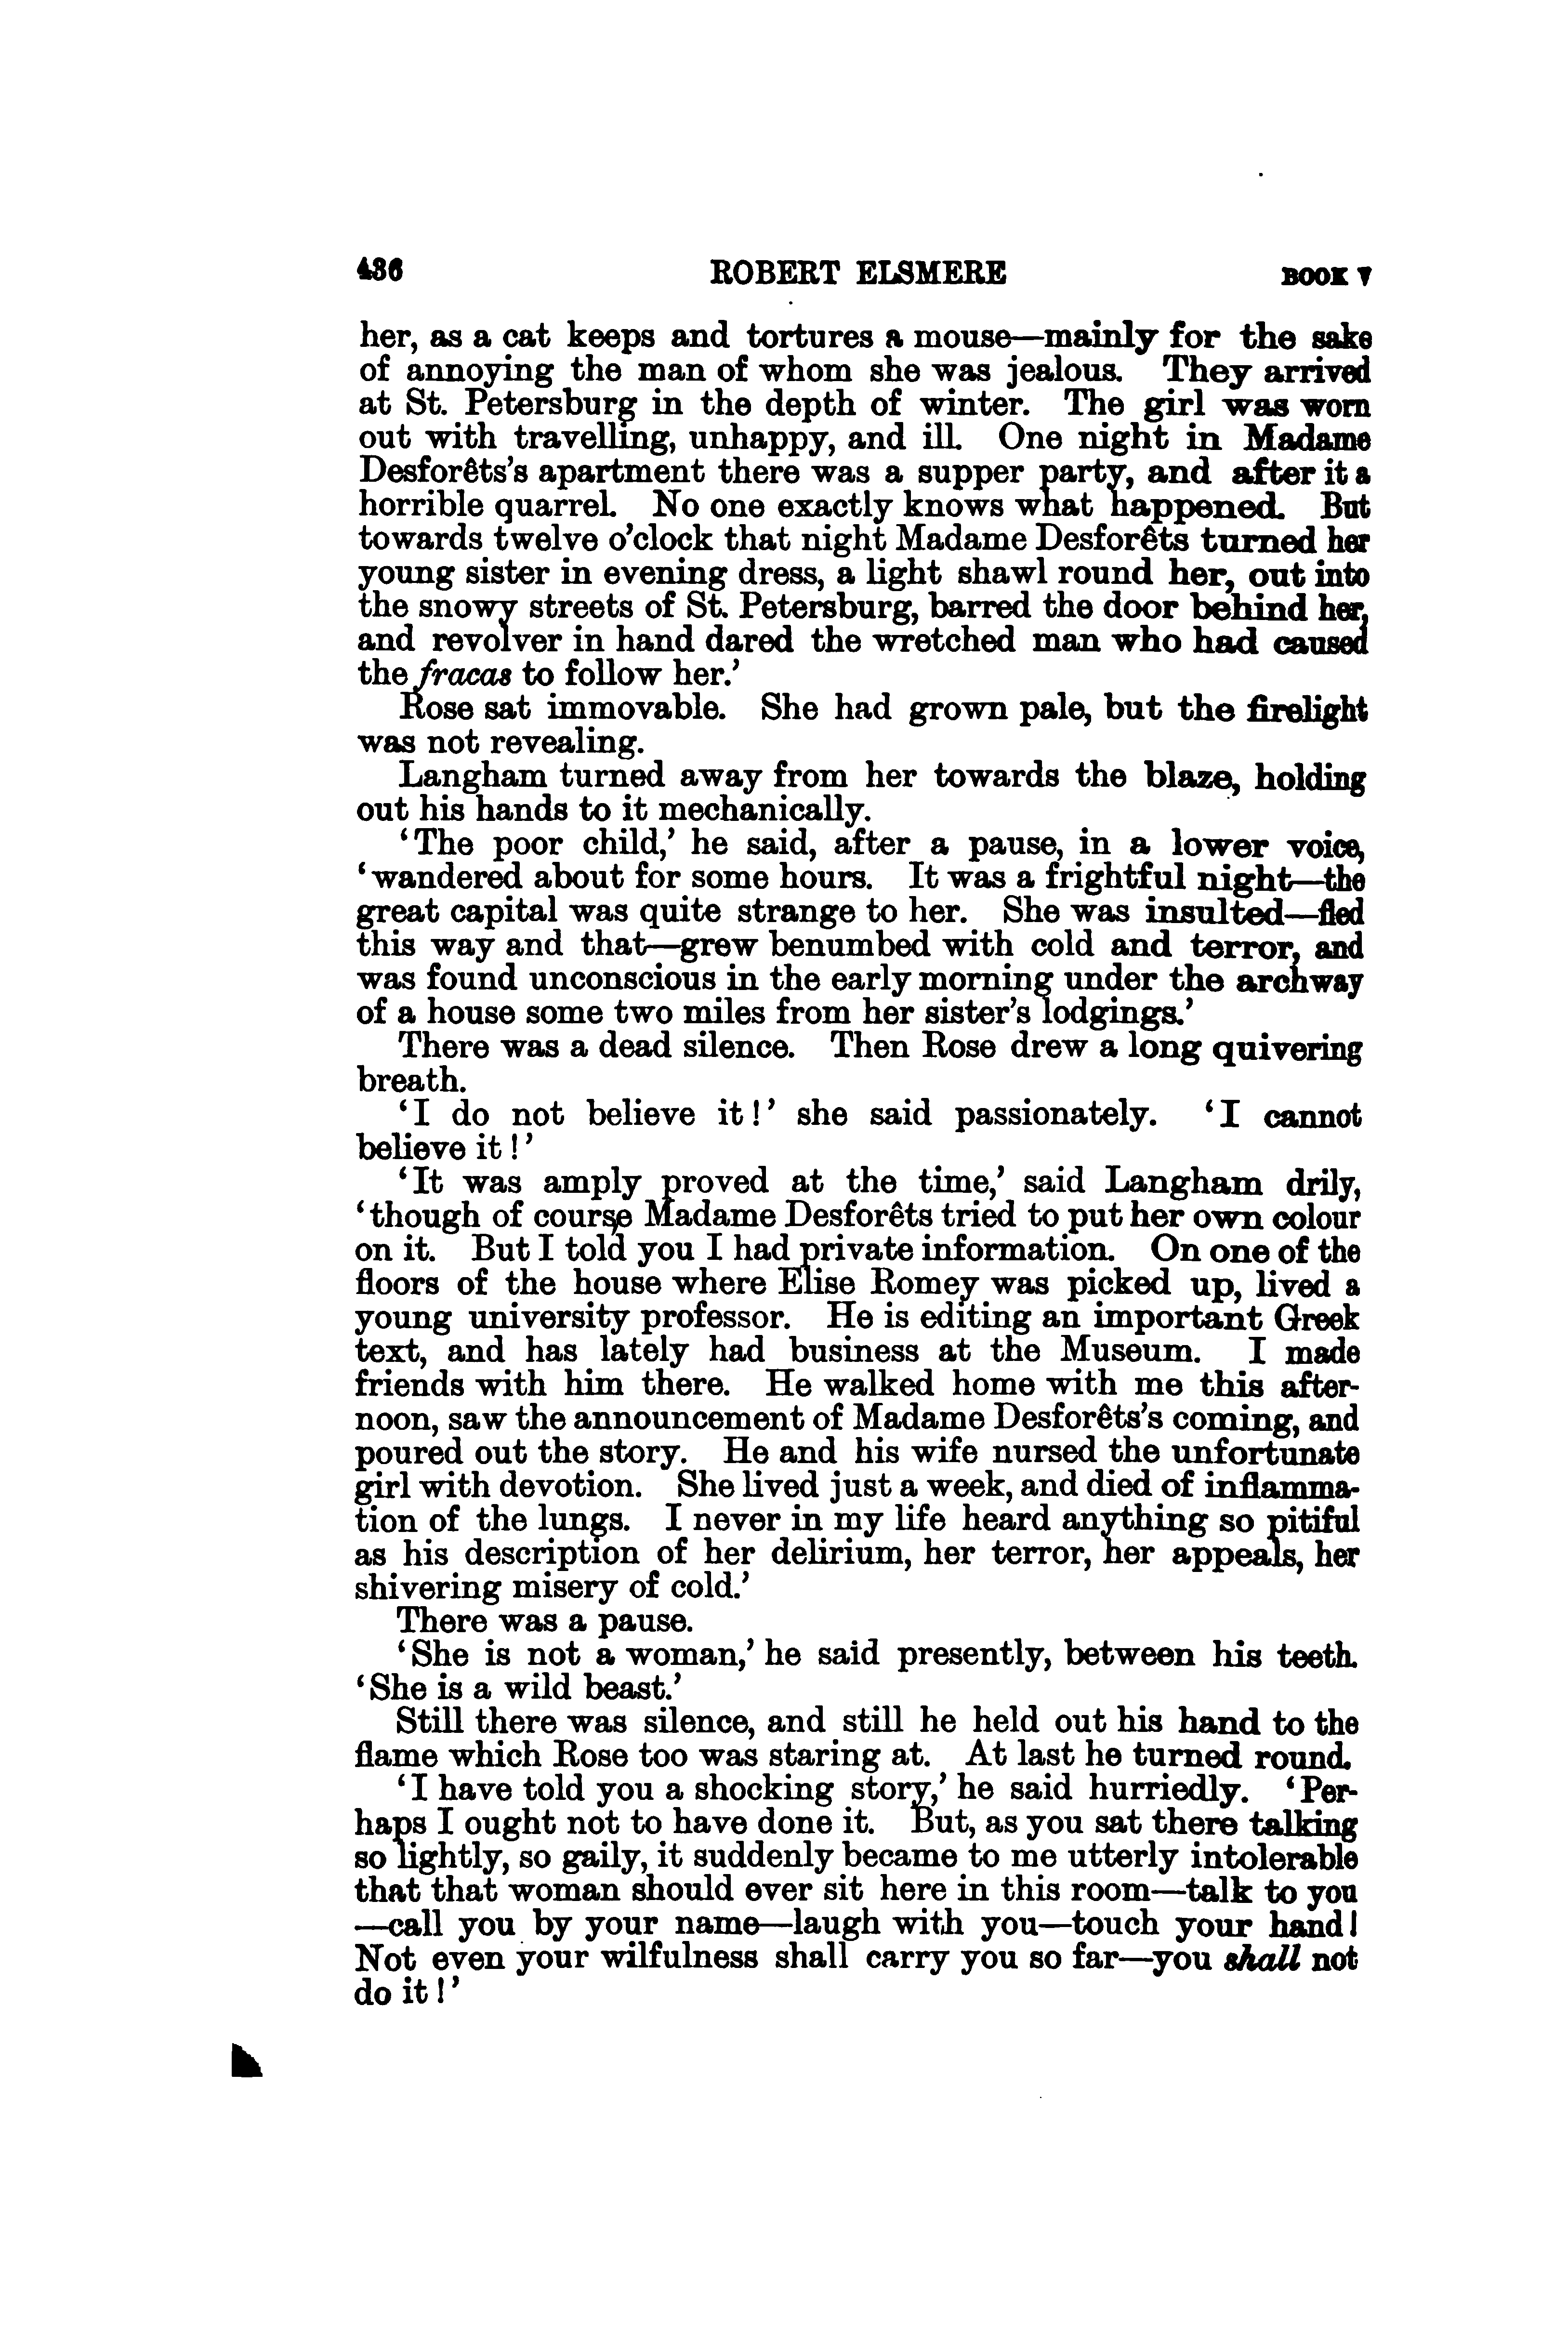 436 ROBERT ELSMERE BOOK V
her, as a cat keeps and tortures a mouse—mainly for the sake
of annoying the man of whom she was jealous. They arrived
at St. Petersburg in the depth of winter. The girl was worn
out with travelling, unhappy, and ill. One night in Madame
Desforêts's apartment there was a supper party, and after it a
horrible quarrel. No one exactly knows what happened. But
towards twelve o'clock that night Madame Desforêts turned her
young sister in evening dress, a light shawl round her, out into
the snowy streets of St. Petersburg, barred the door behind her,
and revolver in hand dared the wretched man who had caused
the fracas to follow her.'
Rose sat immovable. She had grown pale, but the firelight
was not revealing.
Langham turned away from her towards the blaze, holding
out his hands to it mechanically.
'The poor child,' he said, after a pause, in a lower voice,
'wandered about for some hours. It was a frightful night—the
great capital was quite strange to her. She was insulted—fled
this way and that—grew benumbed with cold and terror, and
was found unconscious in the early morning under the archway
of a house some two miles from her sister's lodgings.'
There was a dead silence. Then Rose drew a long quivering
breath.
'I do not believe it!' she said passionately. 'I cannot
believe it!'
'It was amply proved at the time,' said Langham drily,
'though of course Madame Desforêts tried to put her own colour
on it. But I told you I had private information. On one of the
floors of the house where Elise Romey was picked up, lived a
young university professor. He is editing an important Greek
text, and has lately had business at the Museum. I made
friends with him there. He walked home with me this after-
noon, saw the announcement of Madame Desforêts's coming, and
poured out the story. He and his wife nursed the unfortunate
girl with devotion. She lived just a week, and died of inflamma-
tion of the lungs. I never in my life heard anything so pitiful
as his description of her delirium, her terror, her appeals, her
shivering misery of cold.'
There was a pause.
'She is not a woman,' he said presently, between his teeth.
'She is a wild beast.'
Still there was silence, and still he held out his hand to the
flame which Rose too was staring at. At last he turned round.
'I have told you a shocking story,' he said hurriedly. 'Per-
haps I ought not to have done it. But, as you sat there talking
so lightly, so gaily, it suddenly became to me utterly intolerable
that that woman should ever sit here in this room—talk to you
—call you by your name—laugh with you—touch your hand!
Not even your wilfulness shall carry you so far—you shall not
do it!'